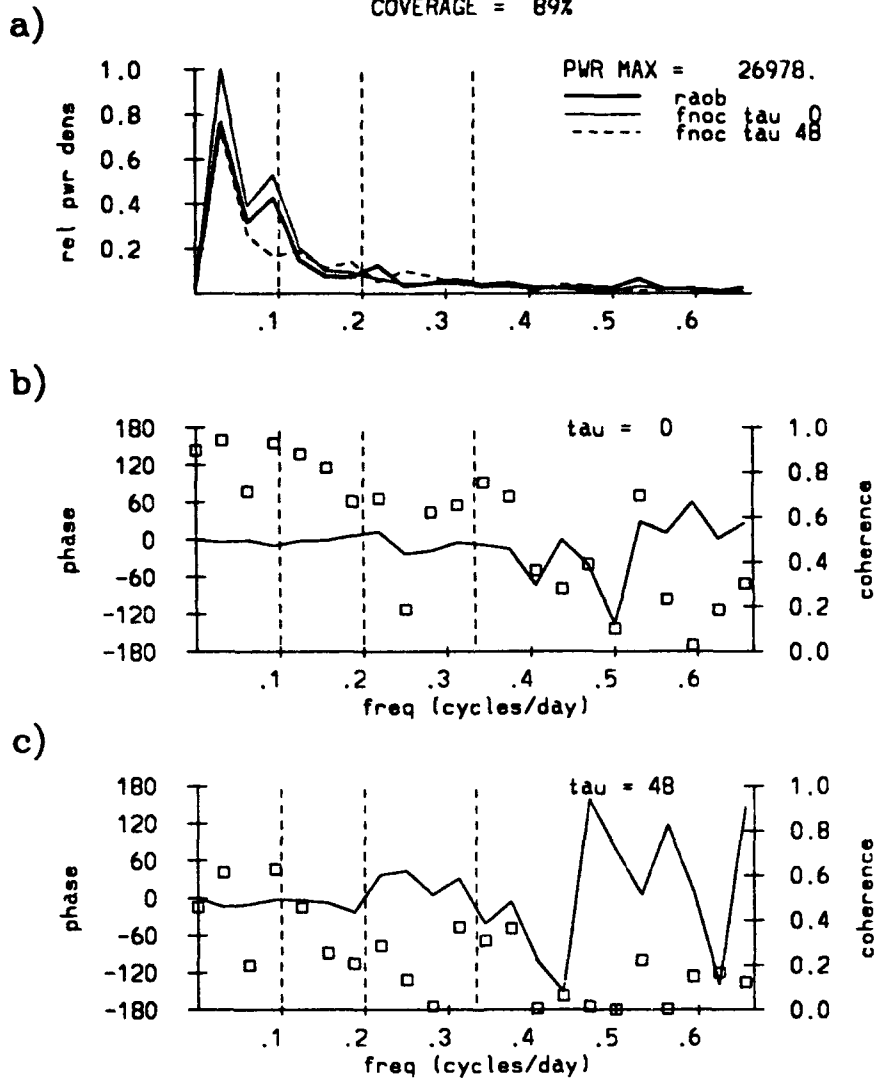 COVERAGE = 89%
a)
PWR MAX = 26978.
raob
fnoc tau 0
fnoc tau 48
rel pwr dens
1.0
0.8
0.6
0.4
0.2
.1 .2 .3 .4 .5 .6
b)
tau = 0
phase
180
120
60
0
-60
-120
-180
1.0
0.8
0.6
0.4
0.2
0.0
coherence
.1 .2 .3 .4 .5 .6
freq (cycles/day)
c)
tau = 48
phase
180
120
60
0
-60
-120
-180
1.0
0.8
0.6
0.4
0.2
0.0
coherence
.1 .2 .3 .4 .5 .6
freq (cycles/day)